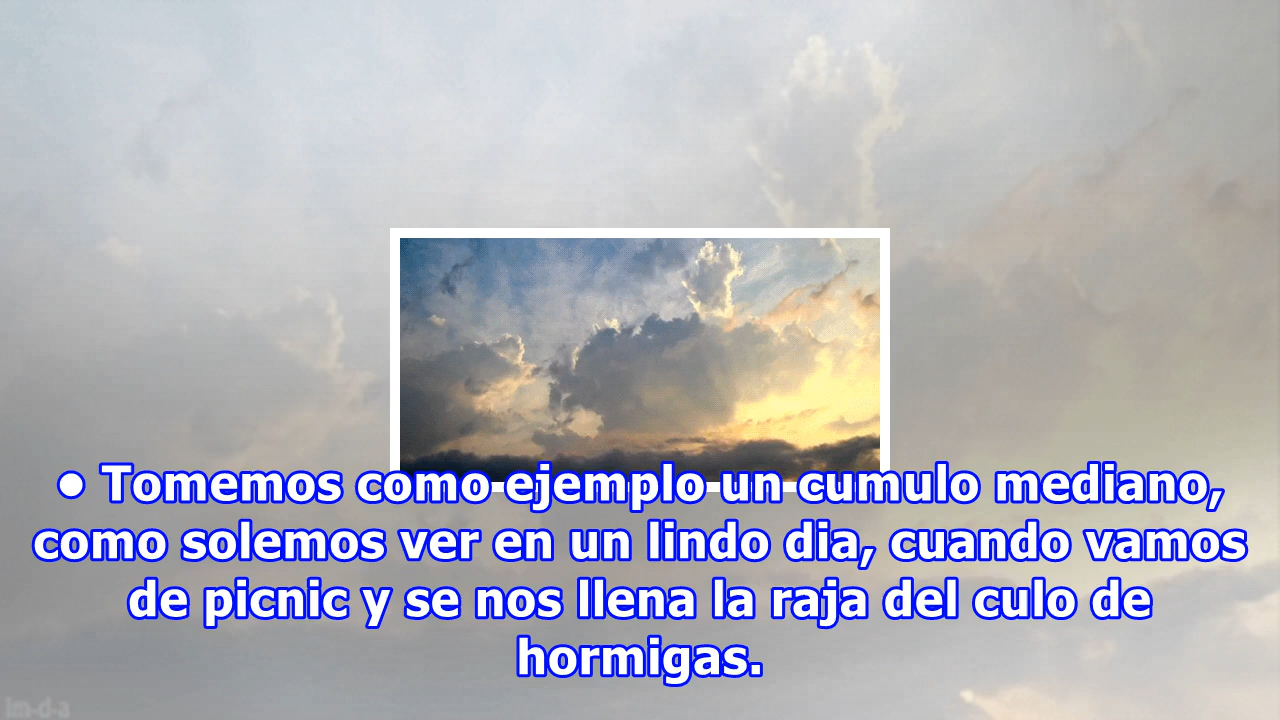 • Tomemos como ejemplo un cumulo mediano,
como solemos ver en un lindo dia, cuando vamos
de picnic y se nos llena la raja del culo de
hormigas.
lm-d-a